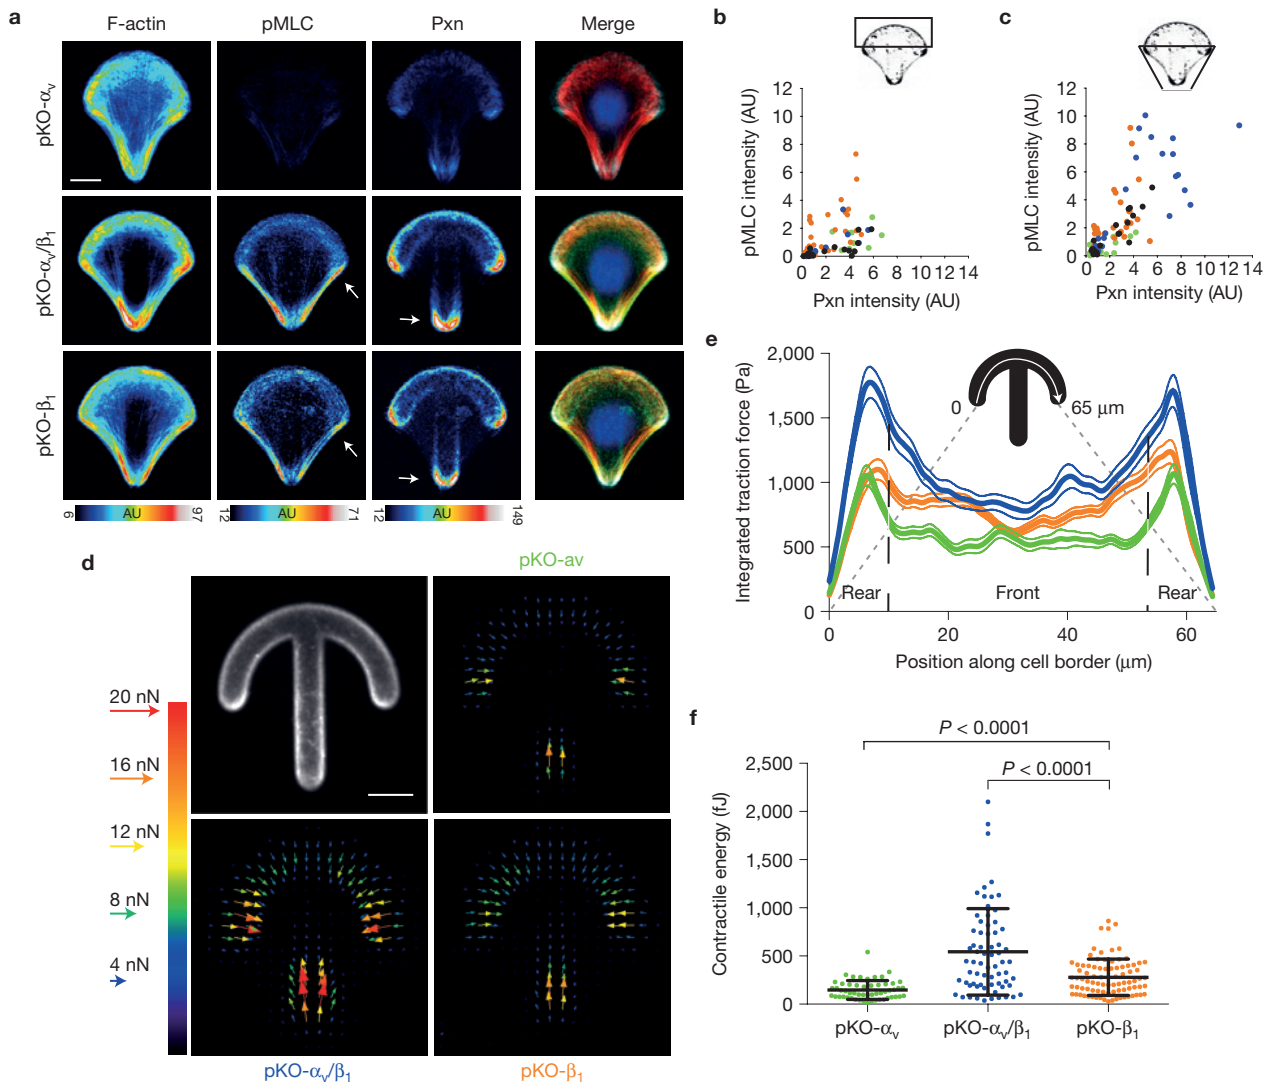 a
F-actin pMLC Pxn Merge
pKO-αv
pKO-αv/β1
pKO-β1
6 AU 97
12 AU 71
12 AU 149
b
12
10
8
6
4
2
0
0 2 4 6 8 10 12 14
pMLC intensity (AU)
Pxn intensity (AU)
c
12
10
8
6
4
2
0
0 2 4 6 8 10 12 14
pMLC intensity (AU)
Pxn intensity (AU)
d
pKO-av
20 nN
16 nN
12 nN
8 nN
4 nN
pKO-αv/β1
pKO-β1
e
2,000
1,500
1,000
500
0
Integrated traction force (Pa)
0 65 µm
Rear Front Rear
0 20 40 60
Position along cell border (µm)
f
P < 0.0001
P < 0.0001
2,500
2,000
1,500
1,000
500
0
Contractile energy (fJ)
pKO-αv pKO-αv/β1 pKO-β1